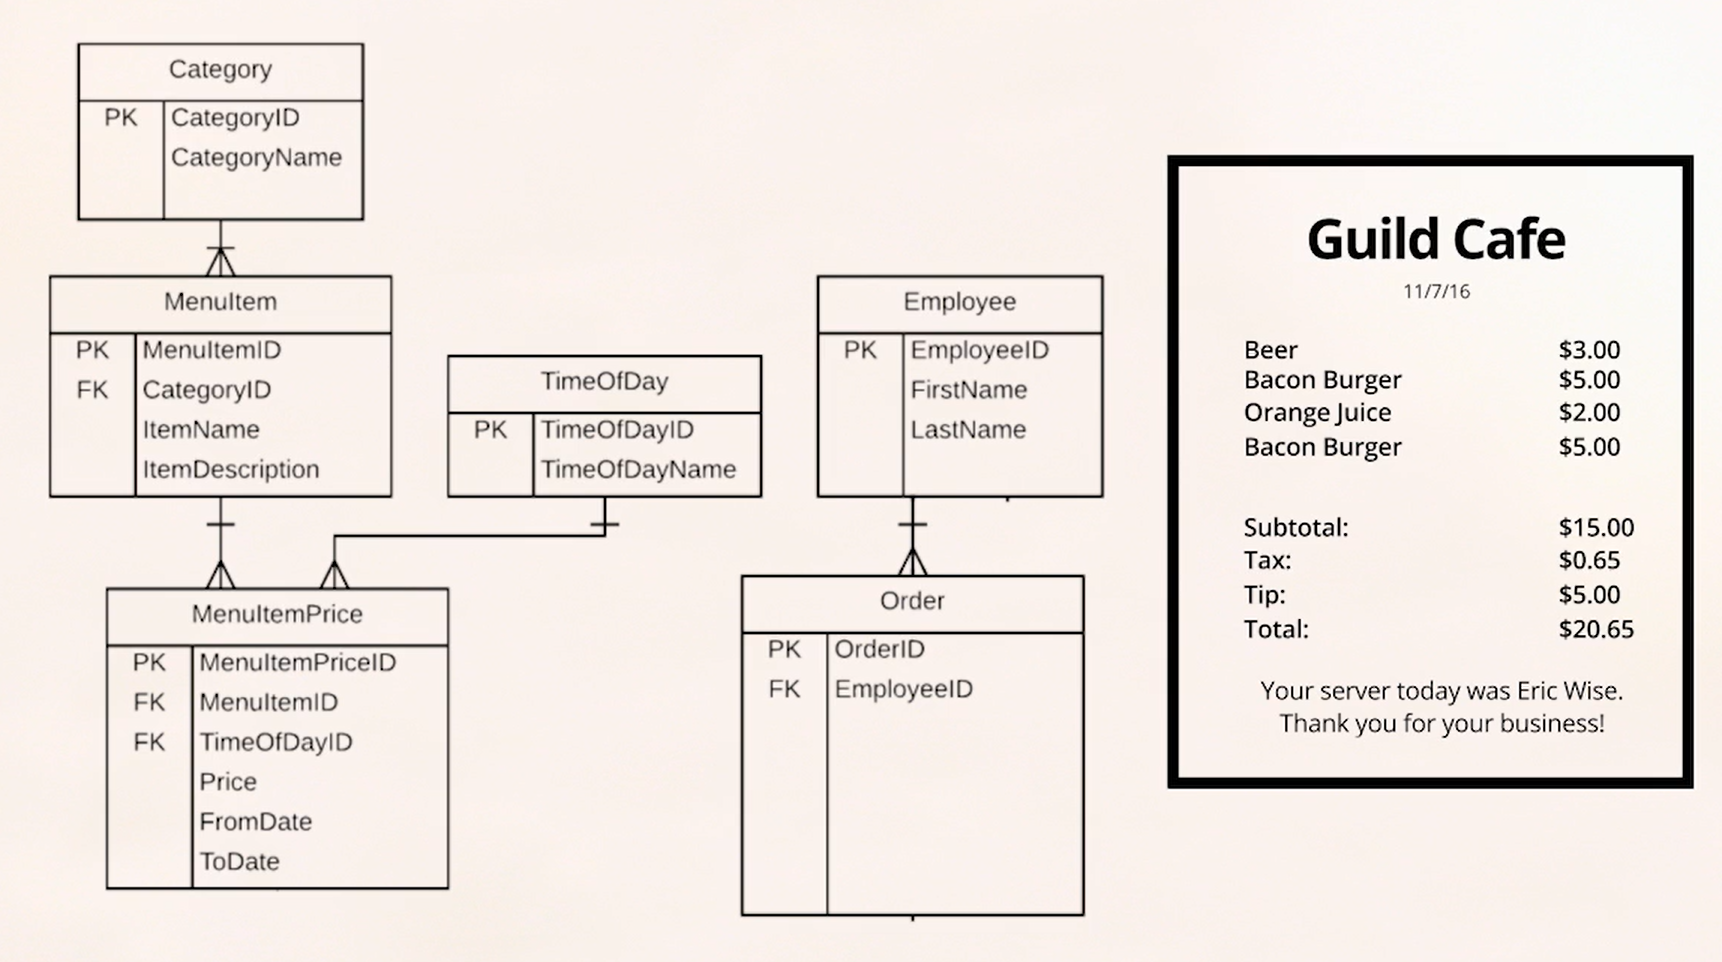 Category
PK CategoryID
CategoryName
MenuItem
PK MenuItemID
FK CategoryID
ItemName
ItemDescription
TimeOfDay
PK TimeOfDayID
TimeOfDayName
MenuItemPrice
PK MenuItemPriceID
FK MenuItemID
FK TimeOfDayID
Price
FromDate
ToDate
Employee
PK EmployeeID
FirstName
LastName
Order
PK OrderID
FK EmployeeID
Guild Cafe
11/7/16
Beer $3.00
Bacon Burger $5.00
Orange Juice $2.00
Bacon Burger $5.00
Subtotal: $15.00
Tax: $0.65
Tip: $5.00
Total: $20.65
Your server today was Eric Wise.
Thank you for your business!